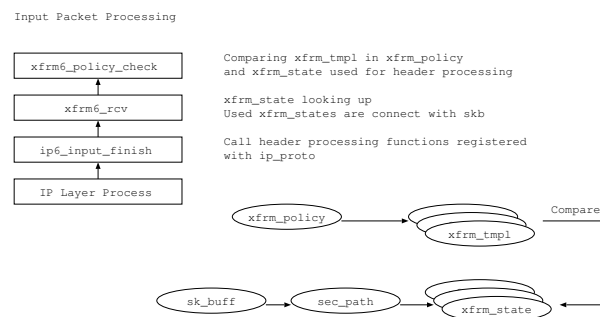 Input Packet Processing
xfrm6_policy_check
Comparing xfrm_tmpl in xfrm_policy
and xfrm_state used for header processing
xfrm6_rcv
xfrm_state looking up
Used xfrm_states are connect with skb
ip6_input_finish
Call header processing functions registered
with ip_proto
IP Layer Process
xfrm_policy
xfrm_tmpl
Compare
sk_buff
sec_path
xfrm_state